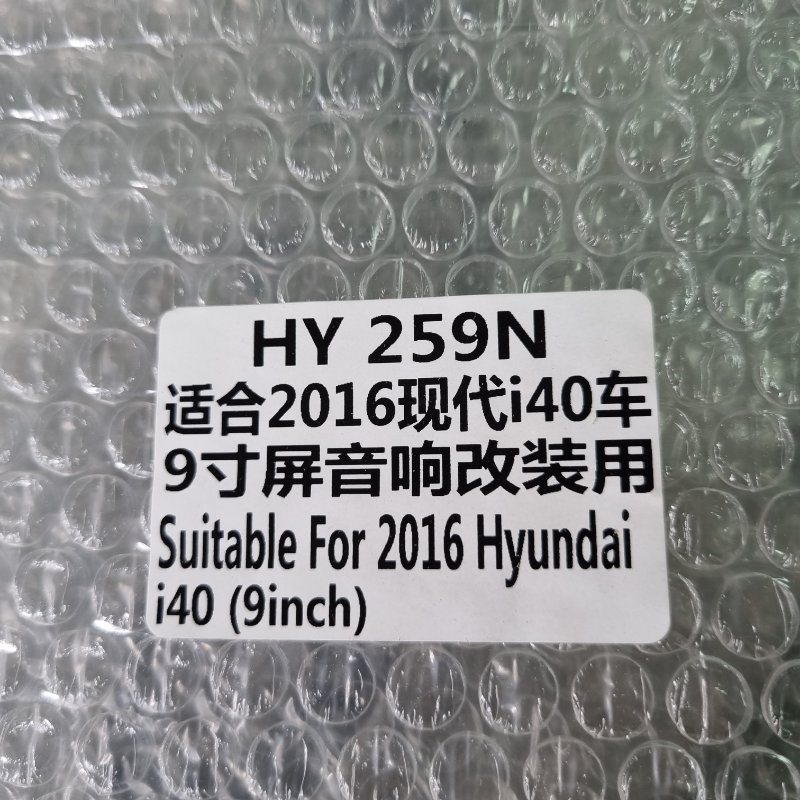 HY 259N
适合2016现代i40车
9寸屏音响改装用
Suitable For 2016 Hyundai
i40 (9inch)